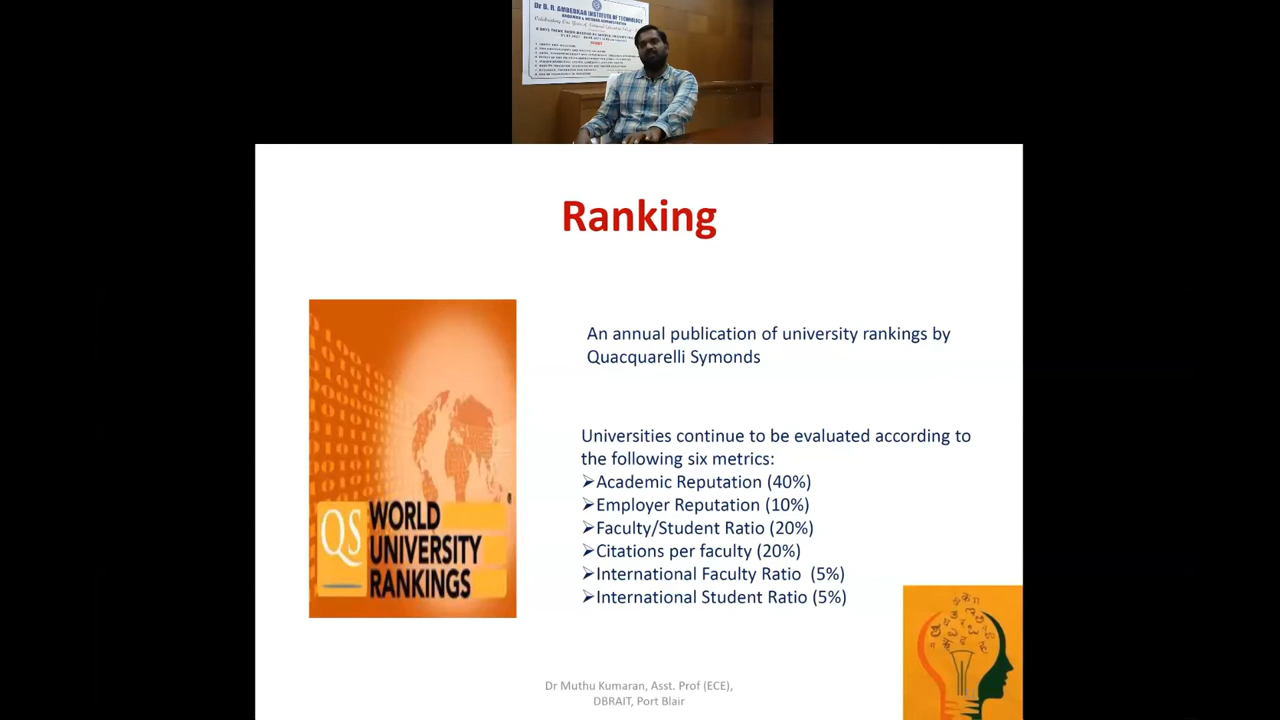 Dr B. R. AMBEDKAR INSTITUTE OF TECHNOLOGY
Ranking
An annual publication of university rankings by
Quacquarelli Symonds
Universities continue to be evaluated according to
the following six metrics:
➢Academic Reputation (40%)
➢Employer Reputation (10%)
➢Faculty/Student Ratio (20%)
➢Citations per faculty (20%)
➢International Faculty Ratio (5%)
➢International Student Ratio (5%)
QS WORLD
UNIVERSITY
RANKINGS
Dr Muthu Kumaran, Asst. Prof (ECE),
DBRAIT, Port Blair